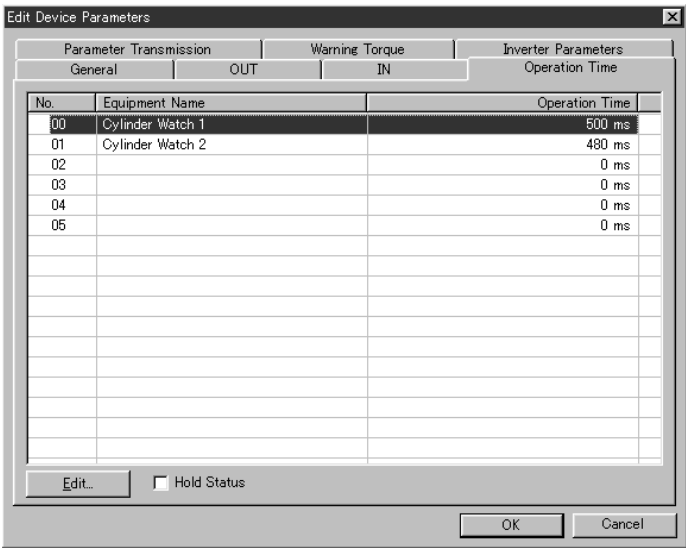 Edit Device Parameters
Parameter Transmission Warning Torque Inverter Parameters
General OUT IN Operation Time
No. Equipment Name Operation Time
00 Cylinder Watch 1 500 ms
01 Cylinder Watch 2 480 ms
02 0 ms
03 0 ms
04 0 ms
05 0 ms
Edit... Hold Status
OK Cancel